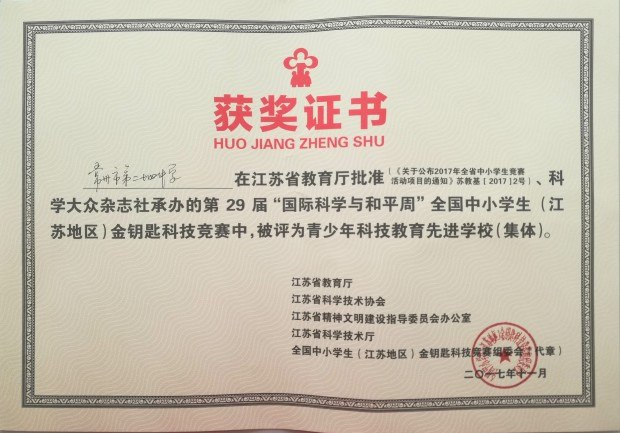 获奖证书
HUO JIANG ZHENG SHU
常州市第二十四中学 在江苏省教育厅批准(《关于公布2017年全省中小学生竞赛活动项目的通知》苏教基〔2017〕2号)、科
学大众杂志社承办的第 29 届“国际科学与和平周”全国中小学生（江
苏地区）金钥匙科技竞赛中,被评为青少年科技教育先进学校(集体)。
江苏省教育厅
江苏省科学技术协会
江苏省精神文明建设指导委员会办公室
江苏省科学技术厅
全国中小学生（江苏地区）金钥匙科技竞赛组委会（代章）
二〇一七年十一月